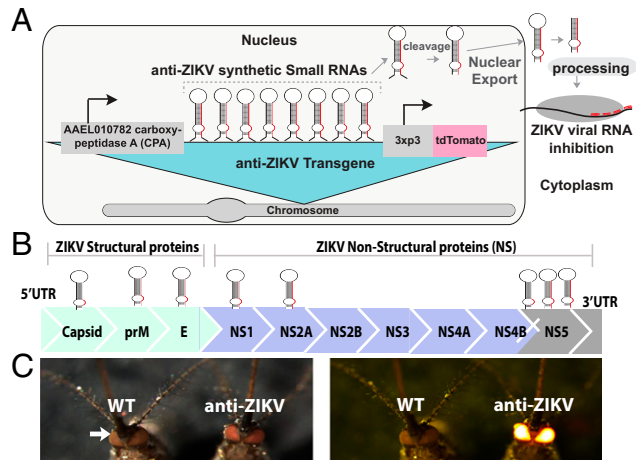 A
Nucleus
anti-ZIKV synthetic Small RNAs
cleavage
Nuclear
Export
processing
AAEL010782 carboxy-
peptidase A (CPA)
3xp3
tdTomato
ZIKV viral RNA
inhibition
anti-ZIKV Transgene
Cytoplasm
Chromosome
B
ZIKV Structural proteins
ZIKV Non-Structural proteins (NS)
5'UTR
3'UTR
Capsid
prM
E
NS1
NS2A
NS2B
NS3
NS4A
NS4B
NS5
C
WT
anti-ZIKV
WT
anti-ZIKV